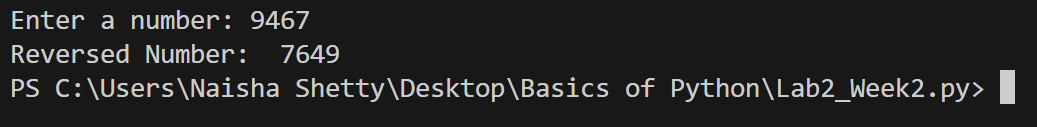 Enter a number: 9467
Reversed Number:  7649
PS C:\Users\Naisha Shetty\Desktop\Basics of Python\Lab2_Week2.py>